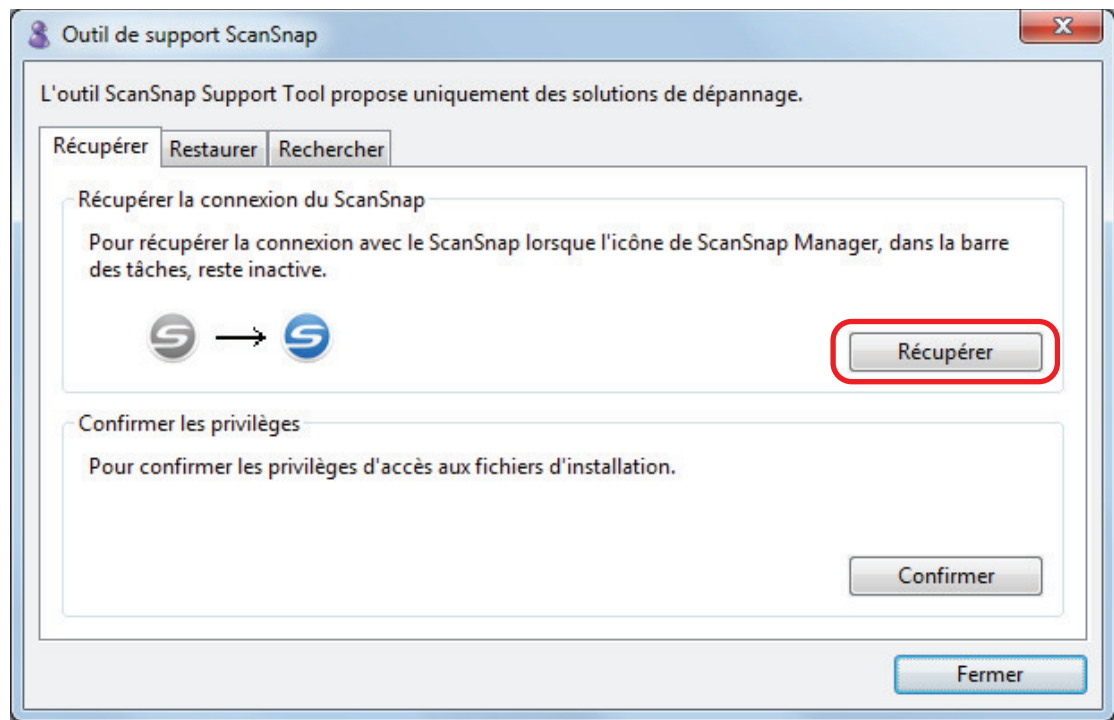 Outil de support ScanSnap
L'outil ScanSnap Support Tool propose uniquement des solutions de dépannage.
Récupérer Restaurer Rechercher
Récupérer la connexion du ScanSnap
Pour récupérer la connexion avec le ScanSnap lorsque l'icône de ScanSnap Manager, dans la barre
des tâches, reste inactive.
Récupérer
Confirmer les privilèges
Pour confirmer les privilèges d'accès aux fichiers d'installation.
Confirmer
Fermer